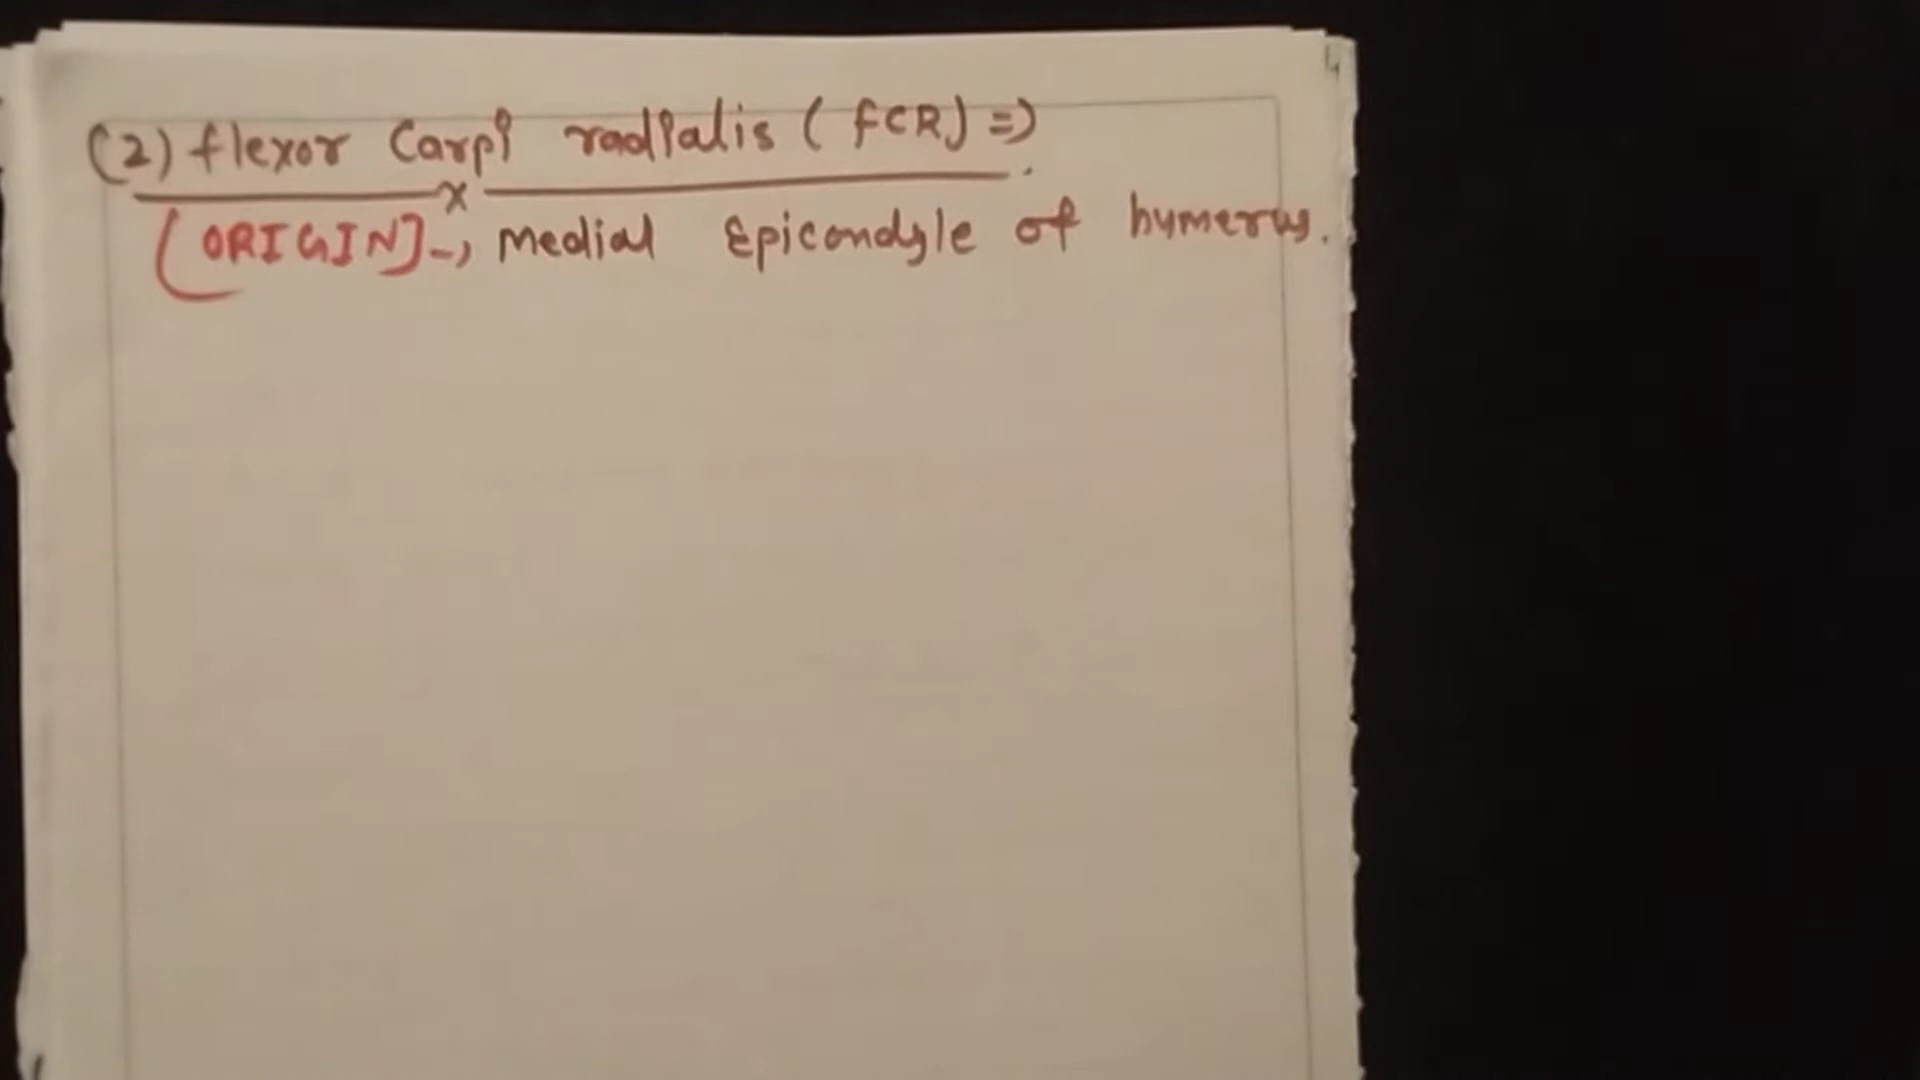 (2) flexor Carpi radialis (FCR) =>
[ORIGIN] -> Medial Epicondyle of humerus.